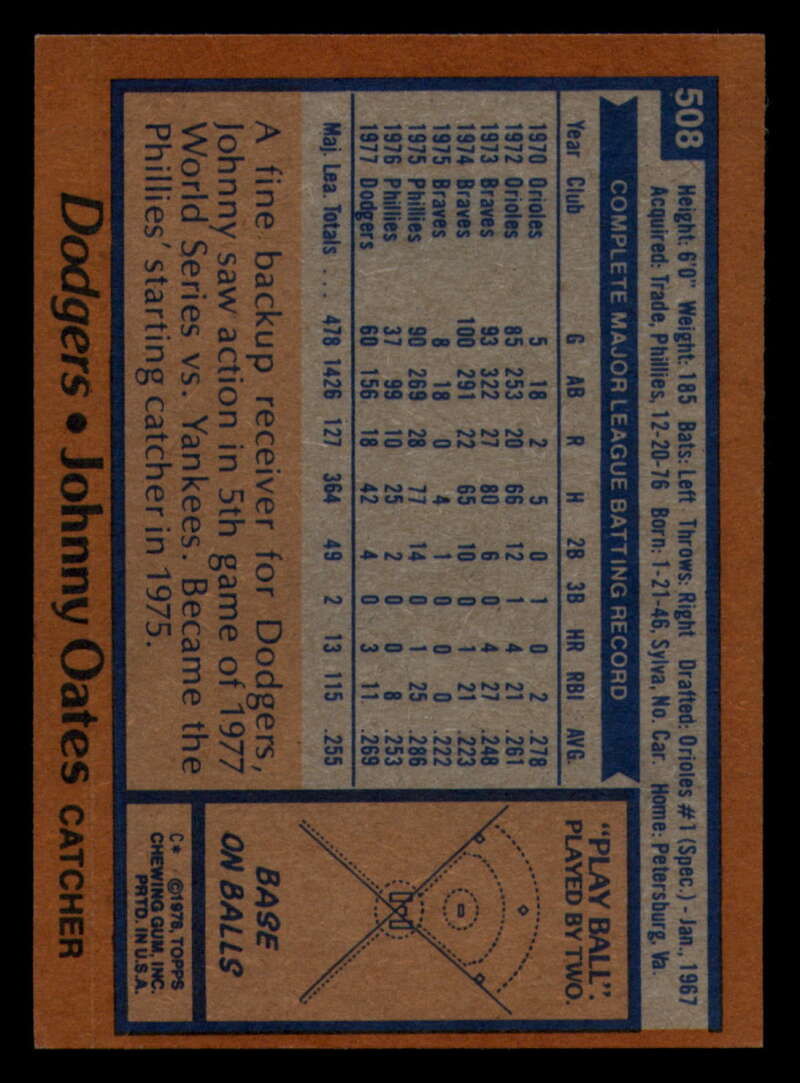 508
Height: 6'0" Weight: 185 Bats: Left Throws: Right Drafted: Orioles #1 (Spec.) - Jan., 1967
Acquired: Trade, Phillies, 12-20-76 Born: 1-21-46, Sylva, No. Car. Home: Petersburg, Va.
COMPLETE MAJOR LEAGUE BATTING RECORD
Year Club G AB R H 2B 3B HR RBI AVG.
1970 Orioles 5 18 2 5 0 1 0 2 .278
1972 Orioles 85 253 20 66 12 1 4 21 .261
1973 Braves 93 322 27 80 6 0 4 27 .248
1974 Braves 100 291 22 65 10 0 1 21 .223
1975 Braves 8 18 0 4 1 0 0 0 .222
1975 Phillies 90 269 28 77 14 0 1 25 .286
1976 Phillies 37 99 10 25 2 0 0 8 .253
1977 Dodgers 60 156 18 42 4 0 3 11 .269
Maj. Lea. Totals ... 478 1426 127 364 49 2 13 115 .255
A fine backup receiver for Dodgers,
Johnny saw action in 5th game of 1977
World Series vs. Yankees. Became the
Phillies' starting catcher in 1975.
"PLAY BALL".
PLAYED BY TWO.
BASE
ON BALLS
C* ©1978, TOPPS
CHEWING GUM, INC.
PRTD. IN U.S.A.
Dodgers • Johnny Oates CATCHER